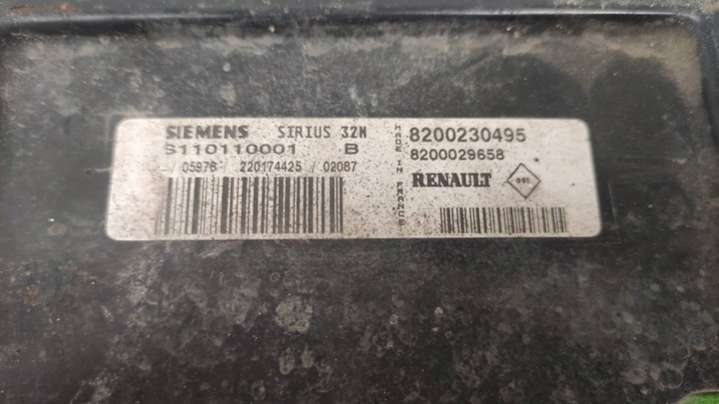 SIEMENS SIRIUS 32N
S110110001 B
05976 / 220174425 / 02087
MADE IN FRANCE
8200230495
8200029658
RENAULT